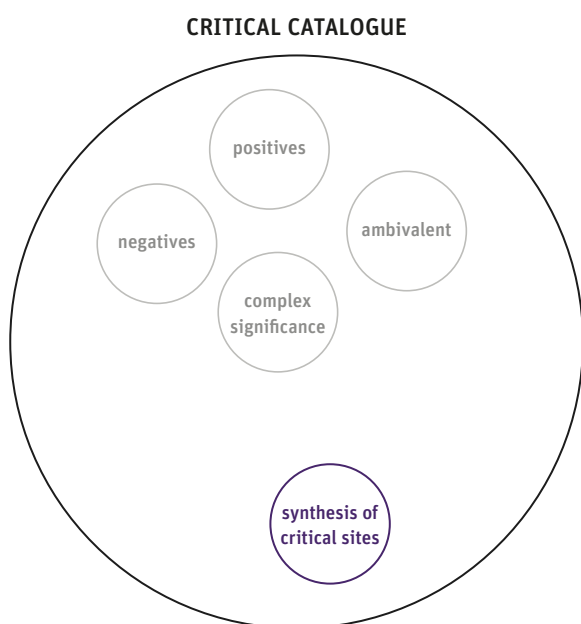 CRITICAL CATALOGUE
positives
negatives
ambivalent
complex
significance
synthesis of
critical sites